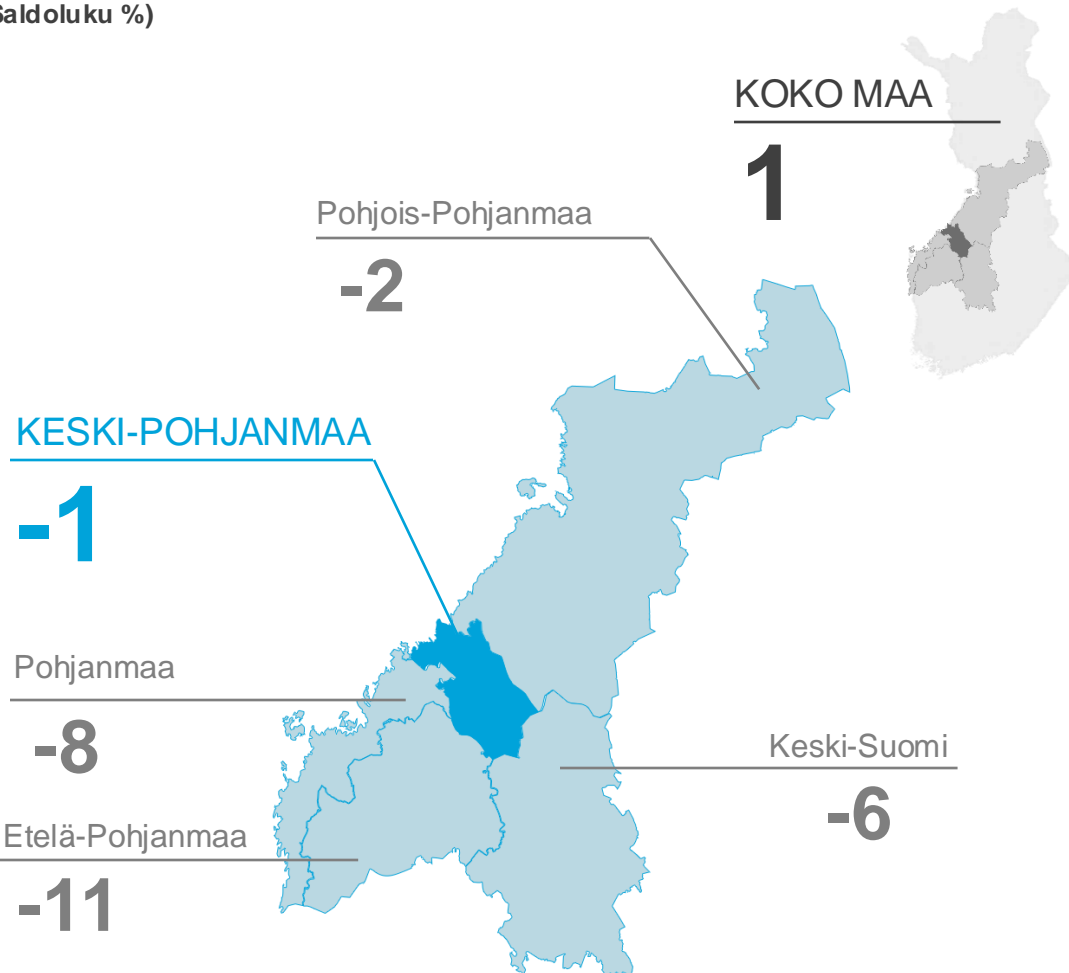 Saldoluku %)
KOKO MAA
1
Pohjois-Pohjanmaa
-2
KESKI-POHJANMAA
-1
Pohjanmaa
-8
Keski-Suomi
-6
Etelä-Pohjanmaa
-11